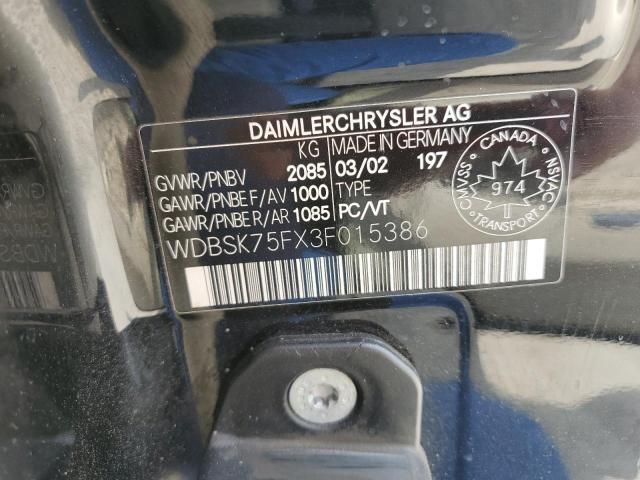 DAIMLERCHRYSLER AG
KG MADE IN GERMANY
GVWR/PNBV 2085 03/02 197
GAWR/PNBE F/AV 1000 TYPE
GAWR/PNBE R/AR 1085 PC/VT
WDBSK75FX3F015386
CANADA
CMVSS NSVAC
974
TRANSPORT